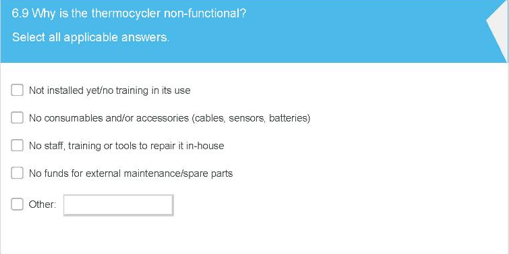 6.9 Why is the thermocycler non-functional?
Select all applicable answers.
Not installed yet/no training in its use
No consumables and/or accessories (cables, sensors, batteries)
No staff, training or tools to repair it in-house
No funds for external maintenance/spare parts
Other: